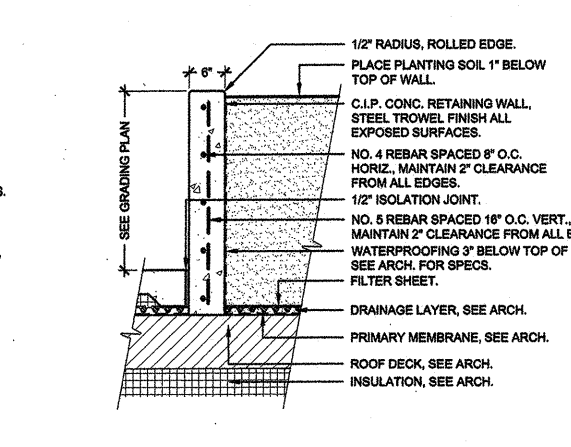 1/2" RADIUS, ROLLED EDGE.
6"
PLACE PLANTING SOIL 1" BELOW
TOP OF WALL.
C.I.P. CONC. RETAINING WALL,
STEEL TROWEL FINISH ALL
EXPOSED SURFACES.
SEE GRADING PLAN
NO. 4 REBAR SPACED 8" O.C.
HORIZ., MAINTAIN 2" CLEARANCE
FROM ALL EDGES.
1/2" ISOLATION JOINT.
S.
NO. 5 REBAR SPACED 16" O.C. VERT.,
MAINTAIN 2" CLEARANCE FROM ALL E
WATERPROOFING 3" BELOW TOP OF
SEE ARCH. FOR SPECS.
FILTER SHEET.
DRAINAGE LAYER, SEE ARCH.
PRIMARY MEMBRANE, SEE ARCH.
ROOF DECK, SEE ARCH.
INSULATION, SEE ARCH.